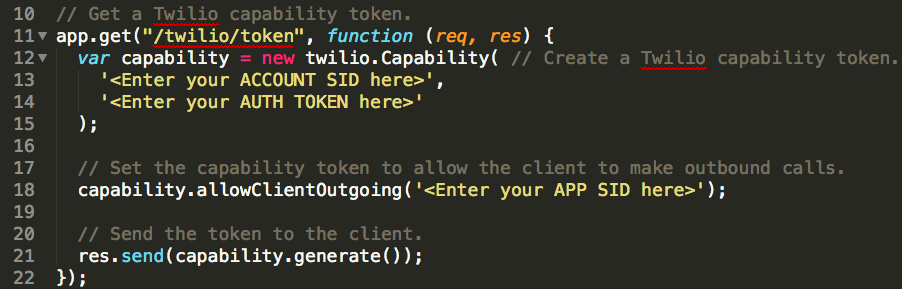 10 // Get a Twilio capability token.
11 app.get("/twilio/token", function (req, res) {
12 var capability = new twilio.Capability( // Create a Twilio capability token.
13 '<Enter your ACCOUNT SID here>',
14 '<Enter your AUTH TOKEN here>'
15 );
16
17 // Set the capability token to allow the client to make outbound calls.
18 capability.allowClientOutgoing('<Enter your APP SID here>');
19
20 // Send the token to the client.
21 res.send(capability.generate());
22 });